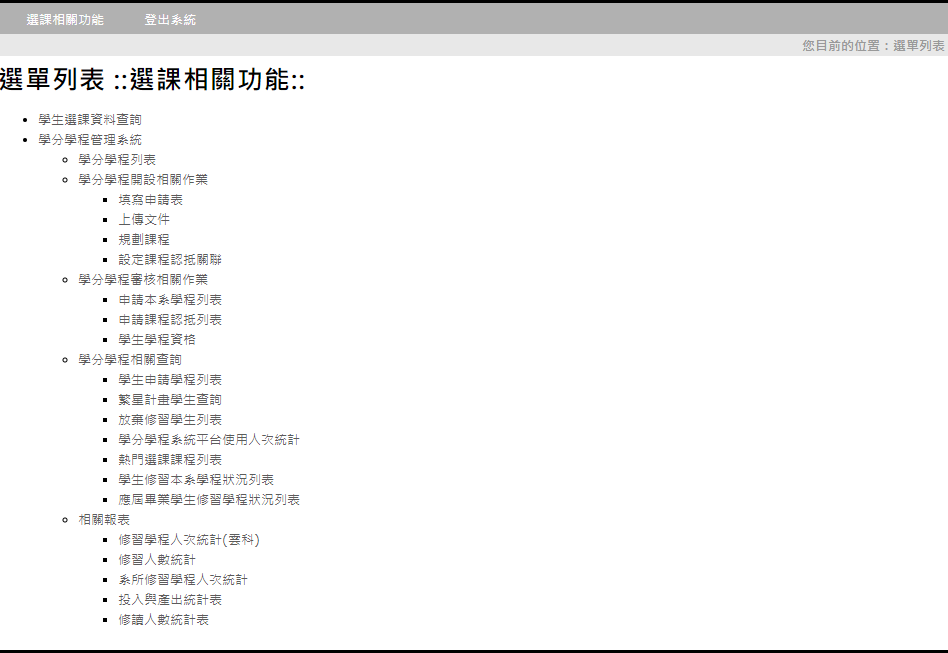 選課相關功能 登出系統
您目前的位置：選單列表
選單列表 ::選課相關功能::
學生選課資料查詢
學分學程管理系統
學分學程列表
學分學程開設相關作業
填寫申請表
上傳文件
規劃課程
設定課程認抵關聯
學分學程審核相關作業
申請本系學程列表
申請課程認抵列表
學生學程資格
學分學程相關查詢
學生申請學程列表
繁星計畫學生查詢
放棄修習學生列表
學分學程系統平台使用人次統計
熱門選課課程列表
學生修習本系學程狀況列表
應屆畢業學生修習學程狀況列表
相關報表
修習學程人次統計(雲科)
修習人數統計
系所修習學程人次統計
投入與產出統計表
修讀人數統計表